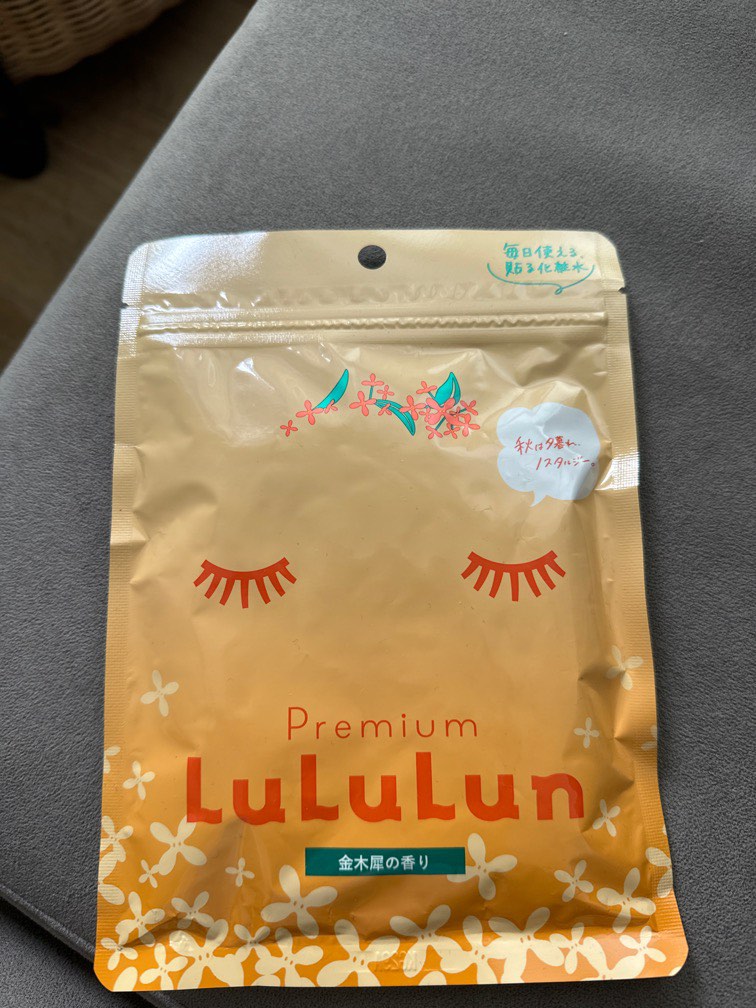 毎日使える、
貼る化粧水
秋は夕暮れ、
ノスタルジー。
Premium
LuLuLun
金木犀の香り